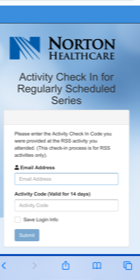 NORTON
HEALTHCARE
Activity Check In for
Regularly Scheduled
Series
Please enter the Activity Check In Code you
were provided at the RSS activity you
attended. (This check-in process is for RSS
activities only).
Email Address
Email Address
Activity Code (Valid for 14 days)
Activity Code
Save Login Info
Submit